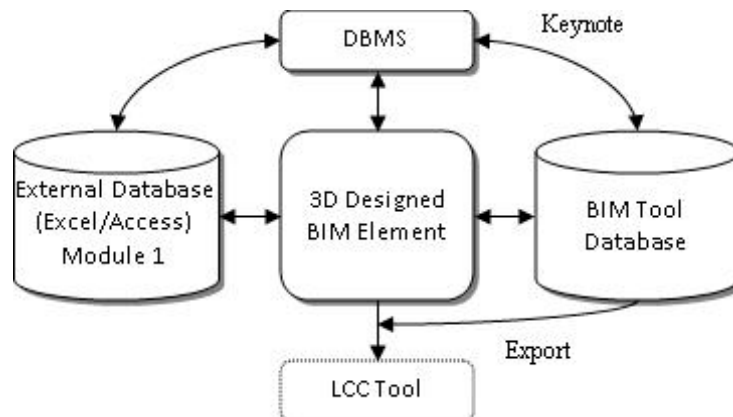 DBMS
Keynote
External Database
(Excel/Access)
Module 1
3D Designed
BIM Element
BIM Tool
Database
Export
LCC Tool